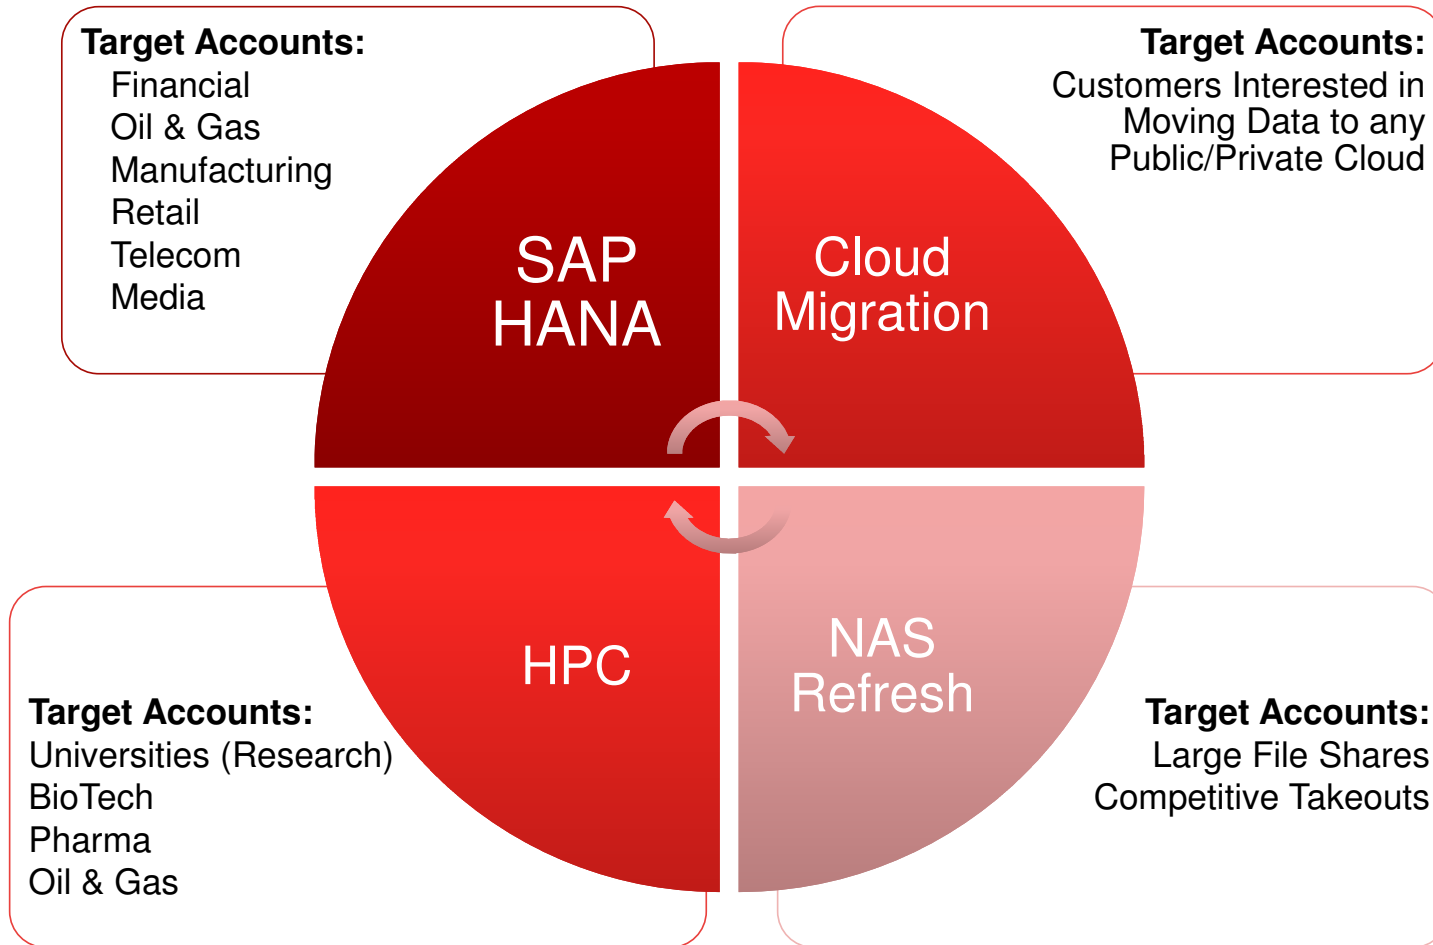 Target Accounts:
Financial
Oil & Gas
Manufacturing
Retail
Telecom
Media
SAP
HANA
Target Accounts:
Customers Interested in
Moving Data to any
Public/Private Cloud
Cloud
Migration
HPC
Target Accounts:
Universities (Research)
BioTech
Pharma
Oil & Gas
NAS
Refresh
Target Accounts:
Large File Shares
Competitive Takeouts